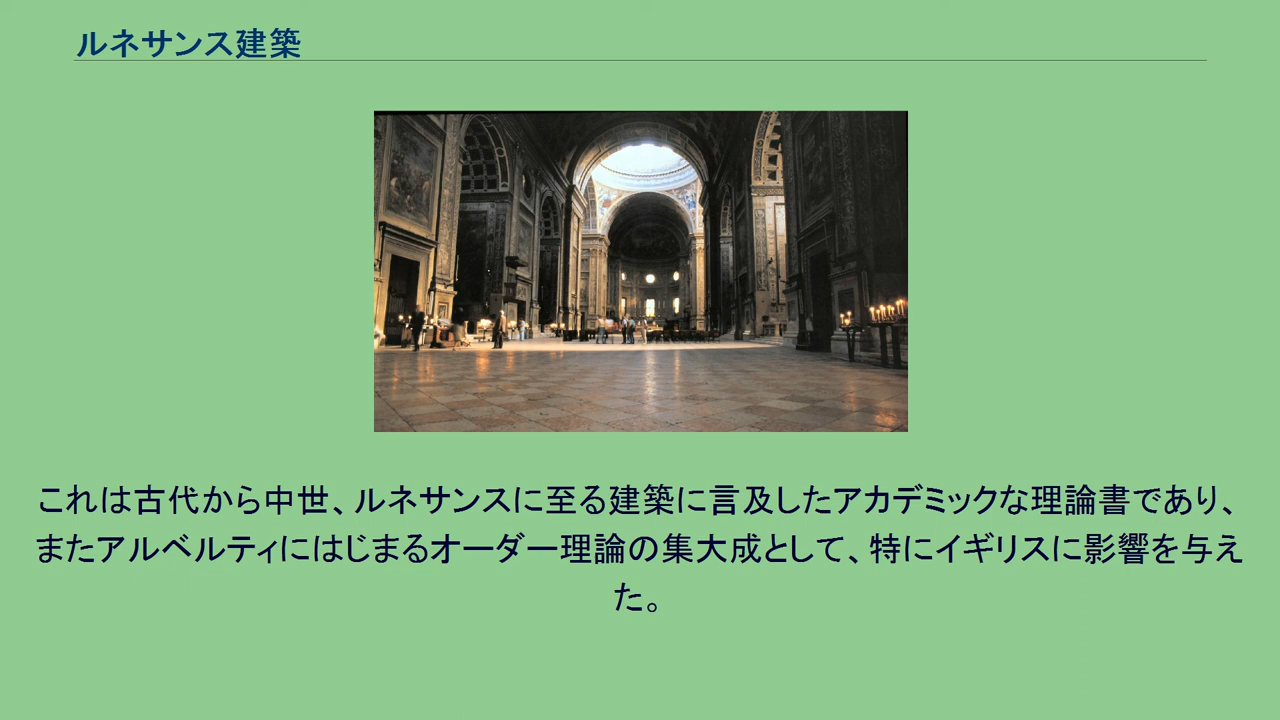 ルネサンス建築
これは古代から中世、ルネサンスに至る建築に言及したアカデミックな理論書であり、
またアルベルティにはじまるオーダー理論の集大成として、特にイギリスに影響を与え
た。